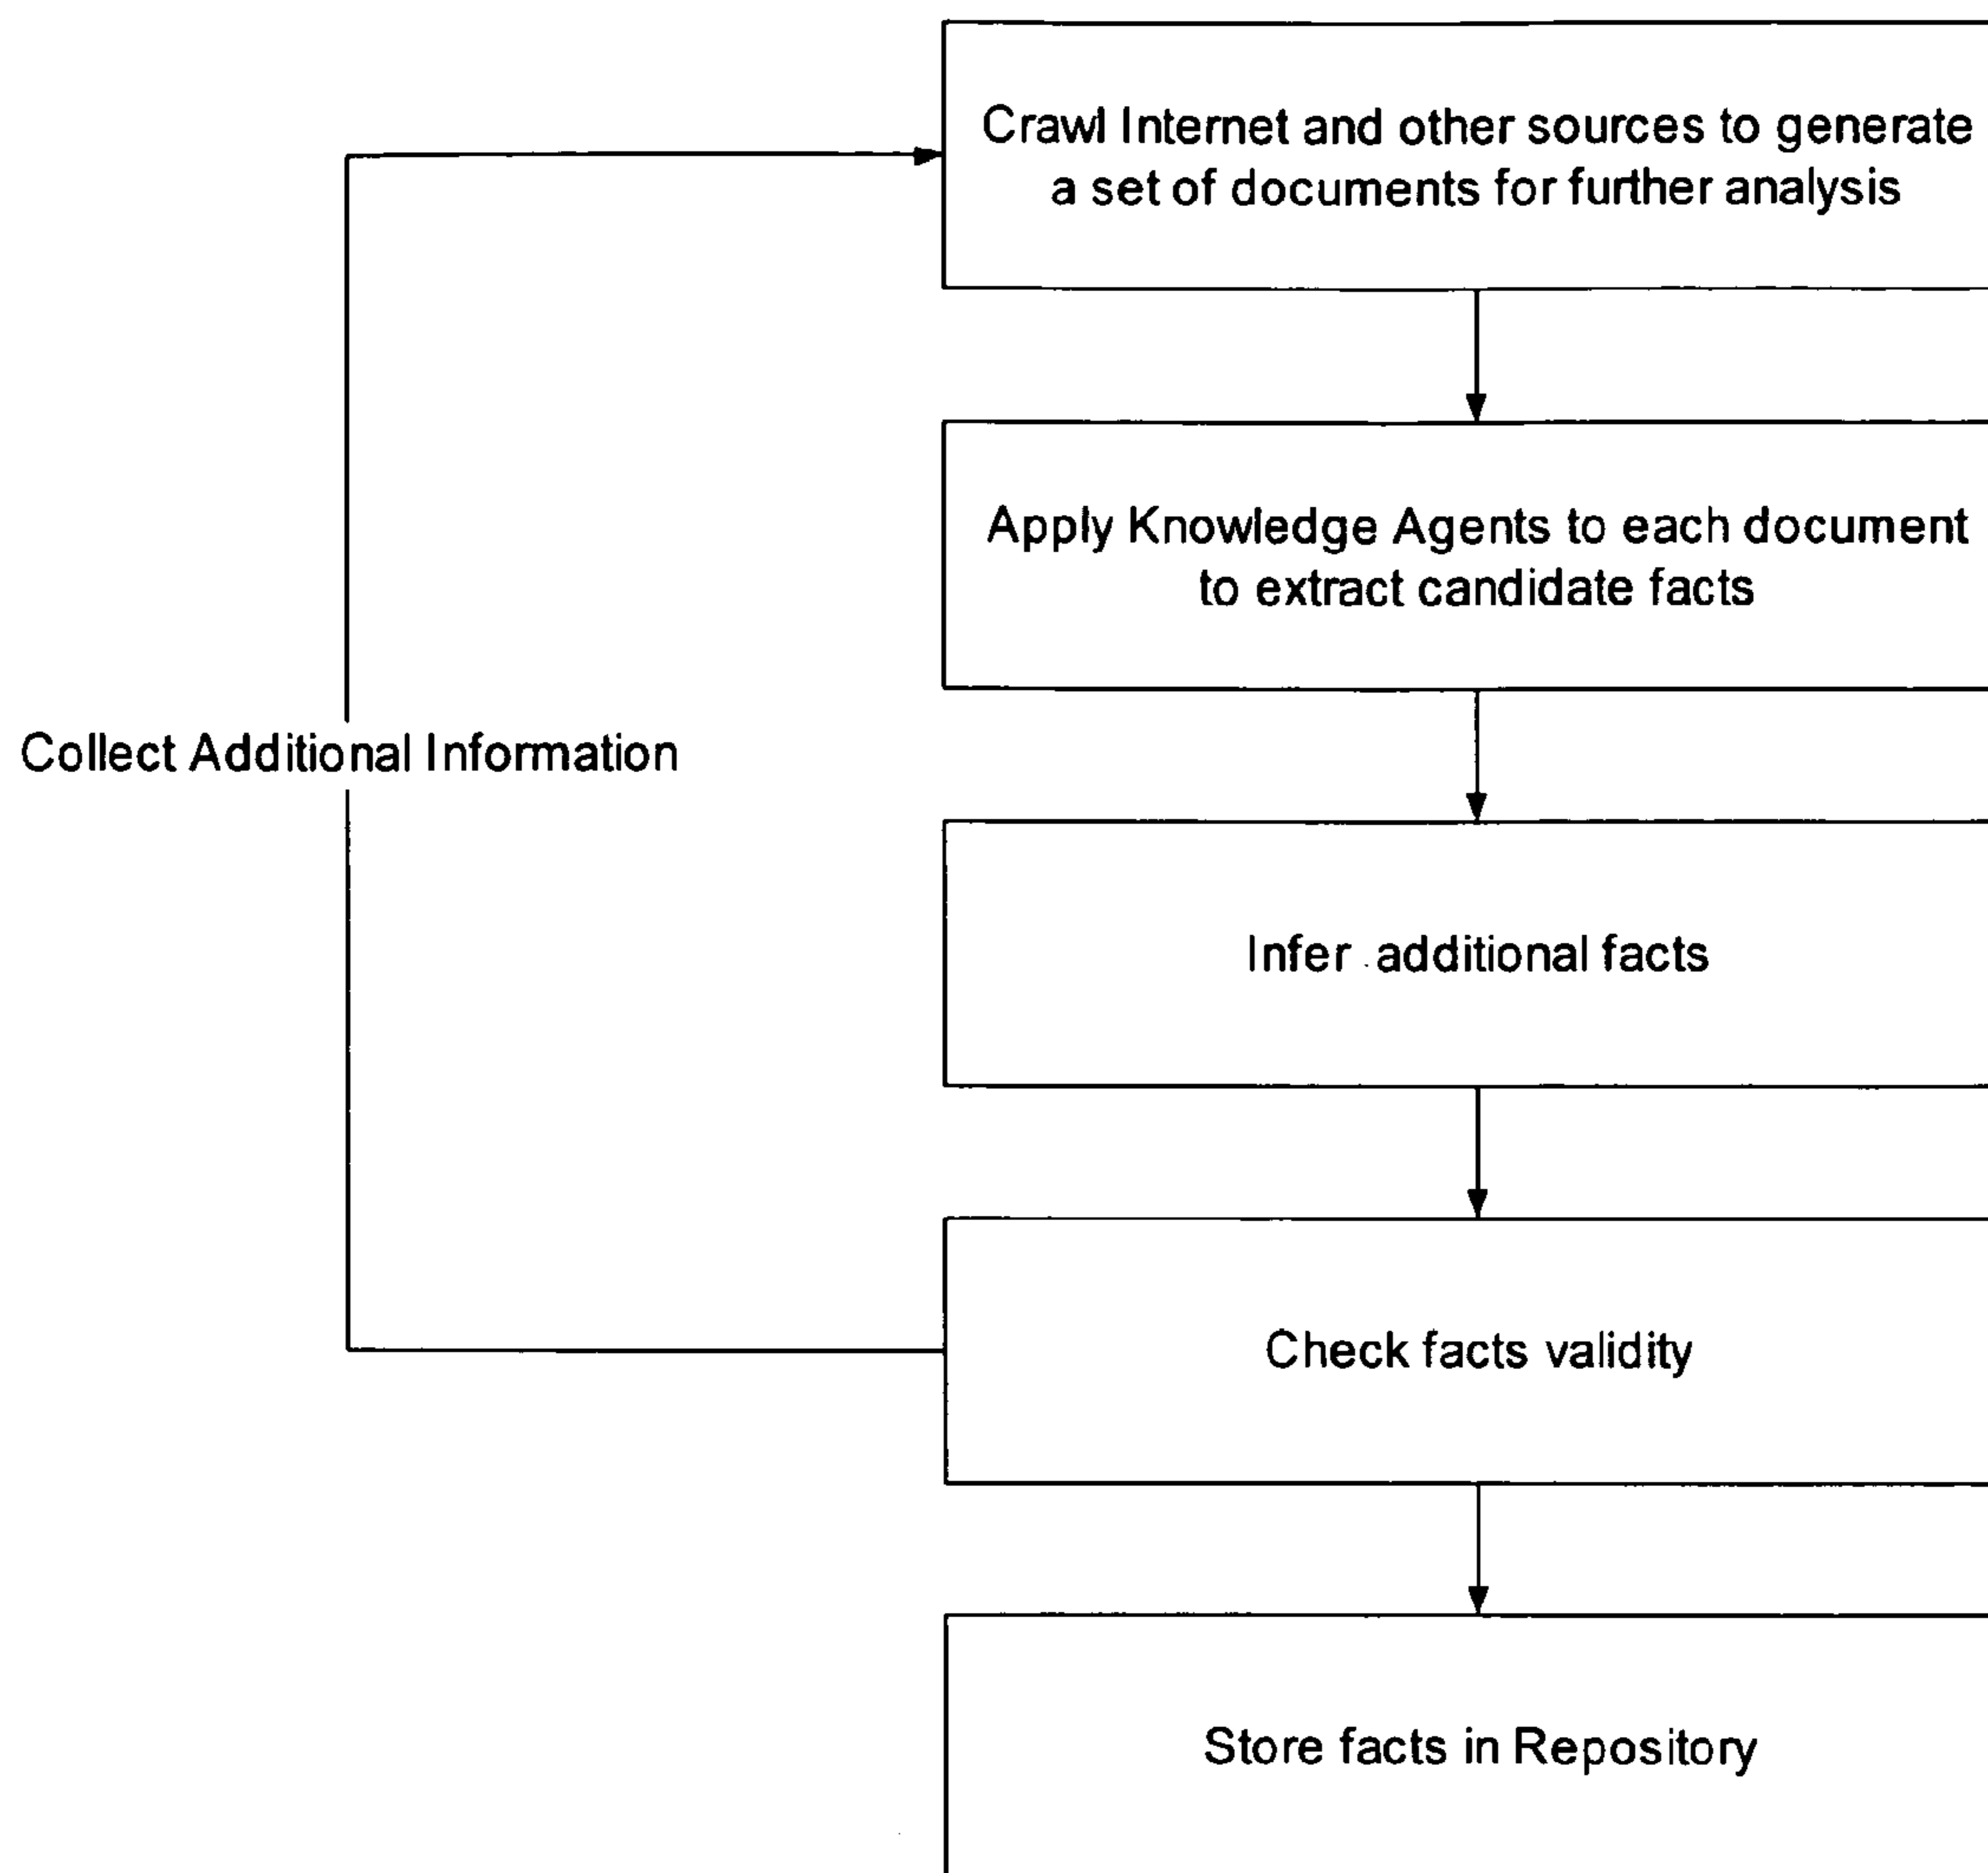 Crawl Internet and other sources to generate
a set of documents for further analysis
Apply Knowledge Agents to each document
to extract candidate facts
Collect Additional Information
Infer additional facts
Check facts validity
Store facts in Repository